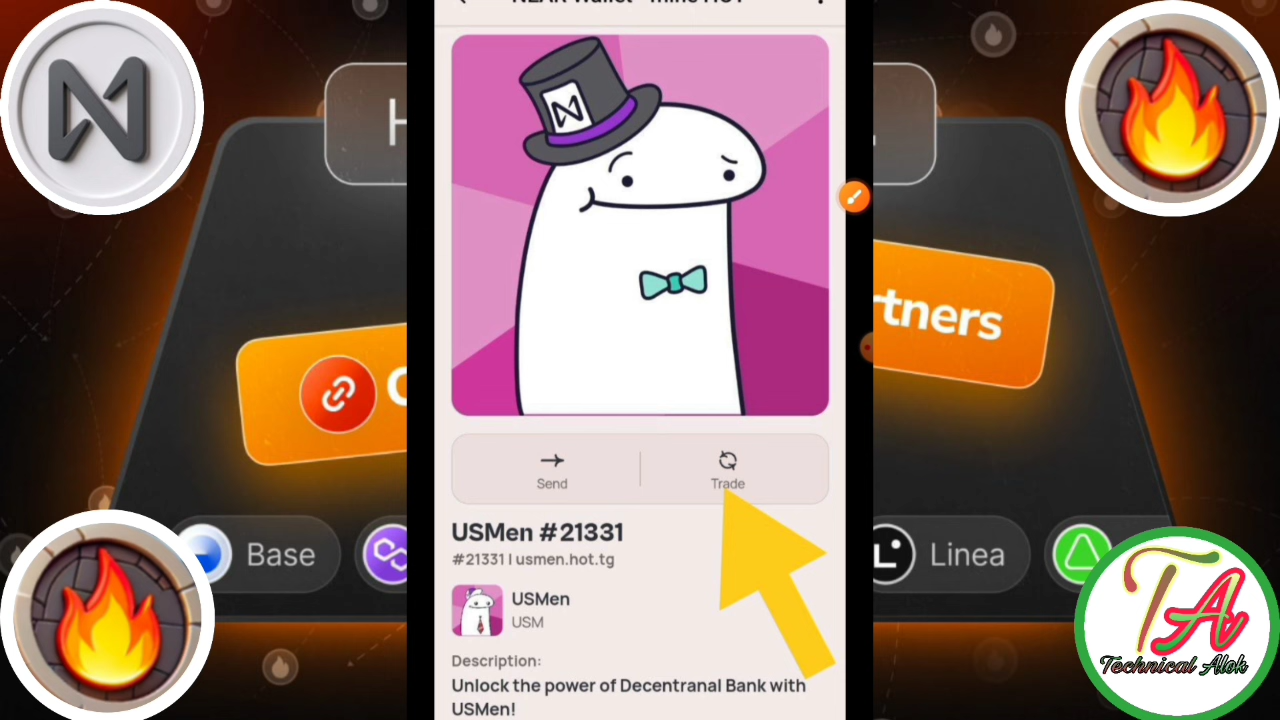 Send
Trade
USMen #21331
#21331 | usmen.hot.tg
USMen
USM
Description:
Unlock the power of Decentranal Bank with
USMen!
rtners
Base
Linea
TA
Technical Alok